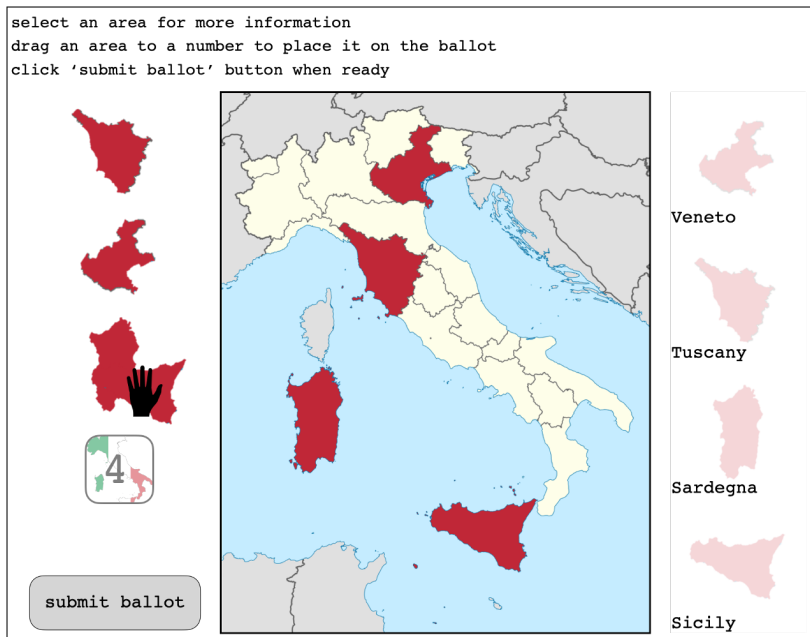 select an area for more information
drag an area to a number to place it on the ballot
click ‘submit ballot’ button when ready
Veneto
Tuscany
Sardegna
Sicily
4
submit ballot